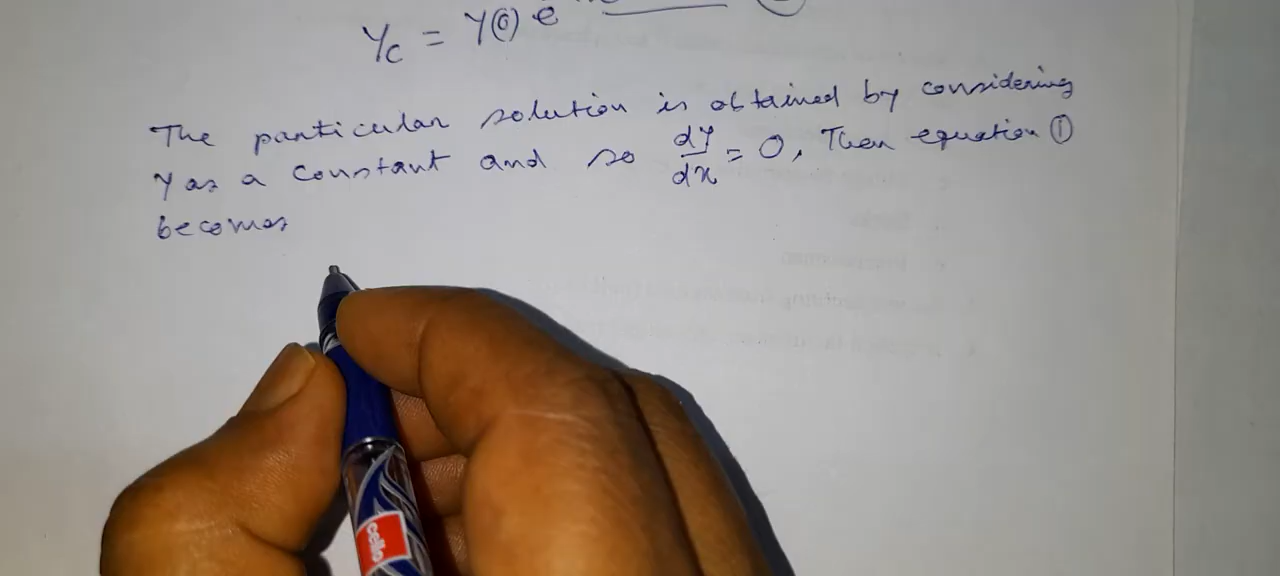 Yc = Y(0) e
The particular solution is obtained by considering
Y as a constant and so dY/dx = 0, Then equation ①
becomes
cello